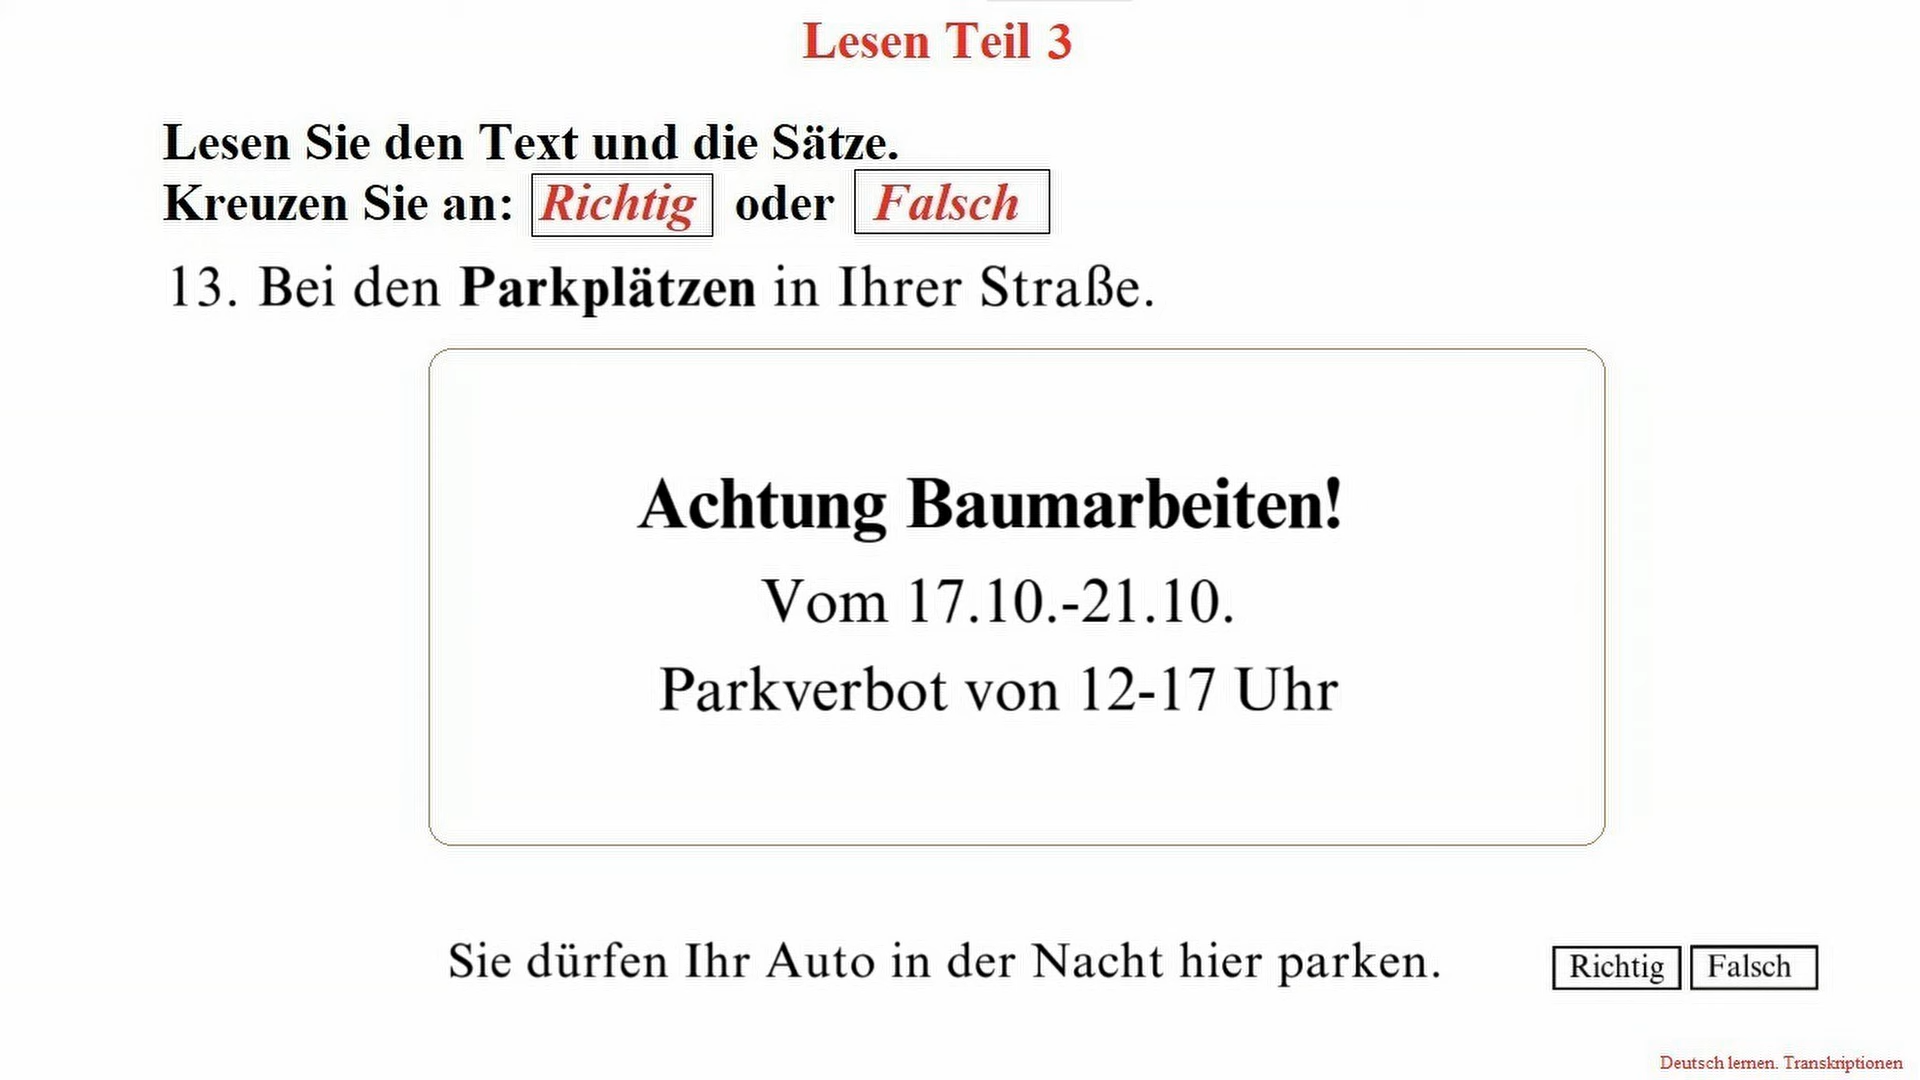 Lesen Teil 3
Lesen Sie den Text und die Sätze.
Kreuzen Sie an: Richtig oder Falsch
13. Bei den Parkplätzen in Ihrer Straße.
Achtung Baumarbeiten!
Vom 17.10.-21.10.
Parkverbot von 12-17 Uhr
Sie dürfen Ihr Auto in der Nacht hier parken. Richtig Falsch
Deutsch lernen. Transkriptionen